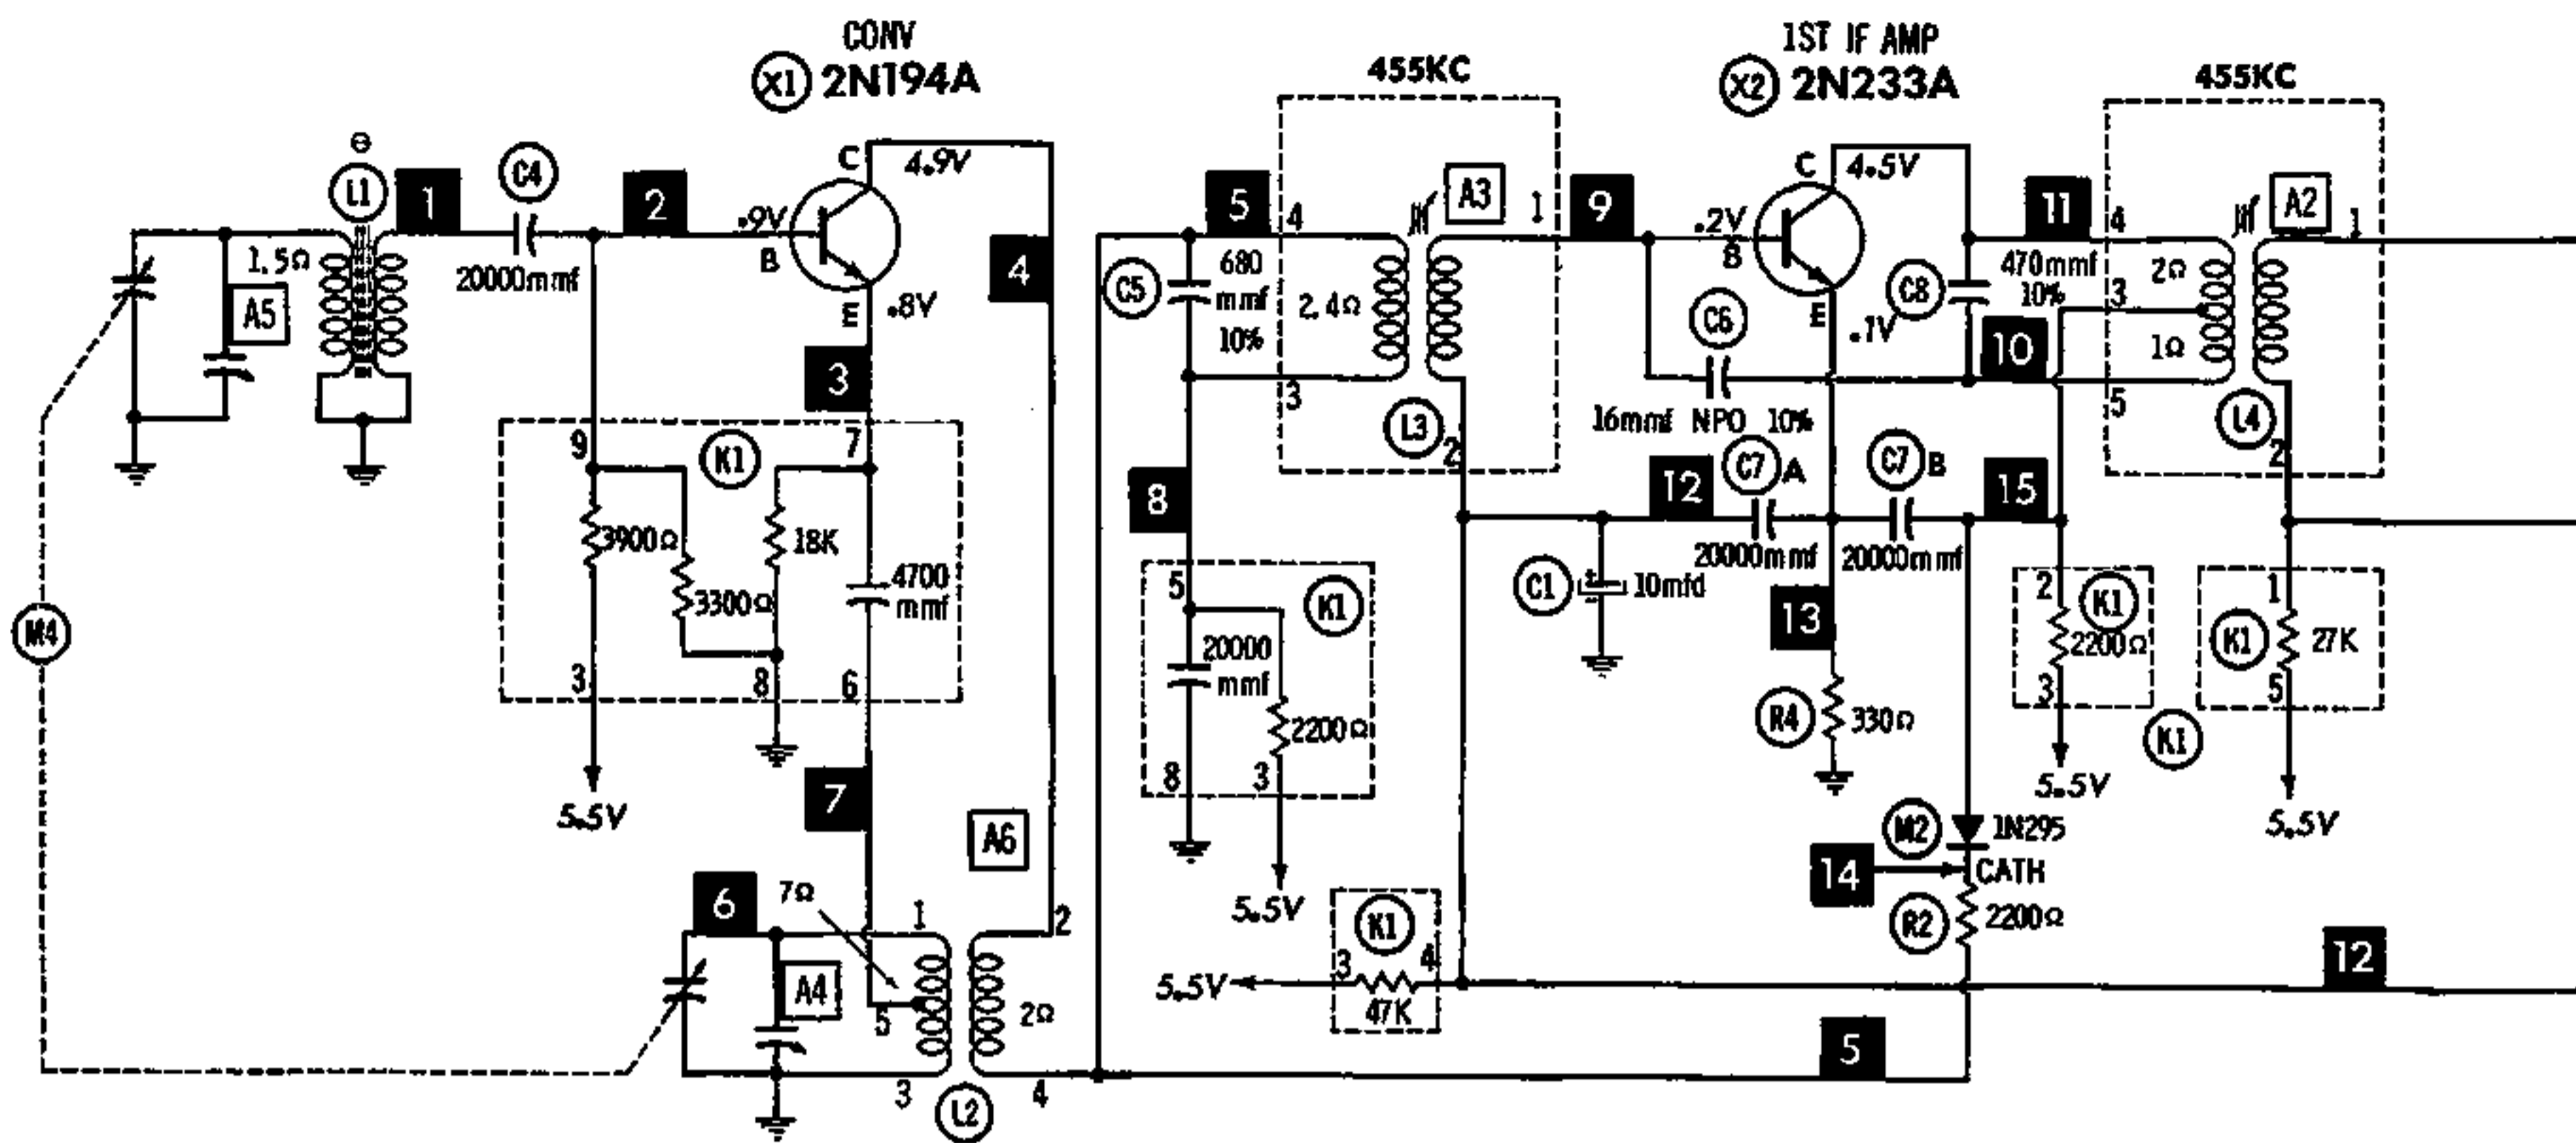 CONV
X1 2N194A
1ST IF AMP
X2 2N233A
455KC
455KC
L1
1
C4
20000mmf
2
.9V
B
C
4.9V
E
.8V
1.5Ω
A5
3
4
M4
9
K1
7
3900Ω
3300Ω
18K
4700
mmf
3
8
6
5.5V
7
A6
6
7Ω
1
2
A4
5
2Ω
3
L2
4
5
4
A3
1
C5
680
mmf
10%
2.4Ω
3
L3
2
8
5
K1
20000
mmf
2200Ω
8
3
5.5V
K1
5.5V
3
4
47K
9
.2V
B
C
4.5V
E
.1V
C6
16mmf NPO 10%
C8
470mmf
10%
11
4
A2
1
2Ω
3
1Ω
10
5
L4
2
12
C7 A
20000mmf
C7 B
20000mmf
15
C1
+
10mfd
13
R4
330Ω
2
K1
2200Ω
3
5.5V
K1
1
K1
27K
5
5.5V
M2
1N295
14
CATH
R2
2200Ω
12
5